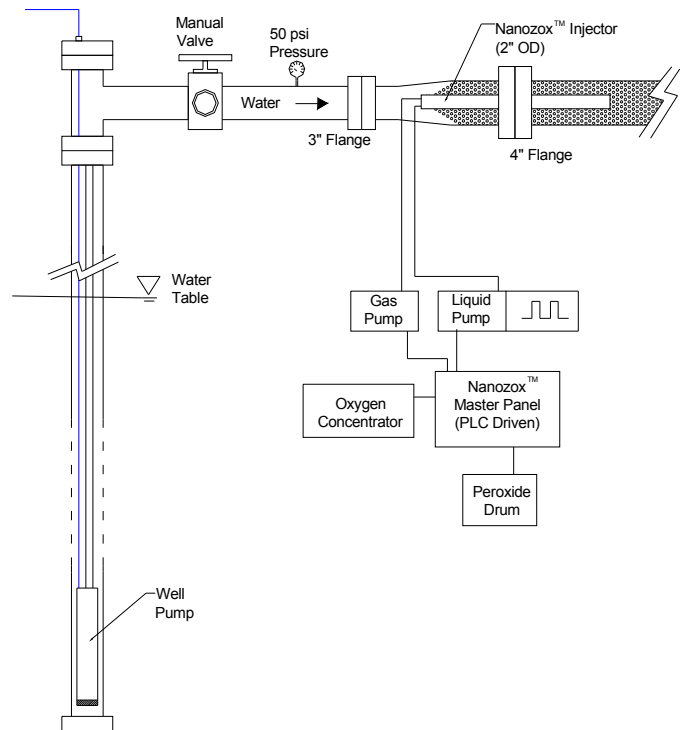 Manual
Valve
50 psi
Pressure
Nanozox™ Injector
(2" OD)
Water
3" Flange
4" Flange
Water
Table
Gas
Pump
Liquid
Pump
Nanozox™
Master Panel
(PLC Driven)
Oxygen
Concentrator
Peroxide
Drum
Well
Pump